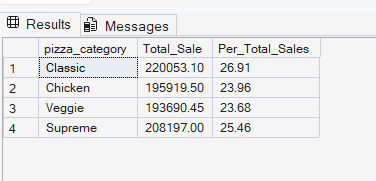 Results Messages
pizza_category Total_Sale Per_Total_Sales
1 Classic 220053.10 26.91
2 Chicken 195919.50 23.96
3 Veggie 193690.45 23.68
4 Supreme 208197.00 25.46